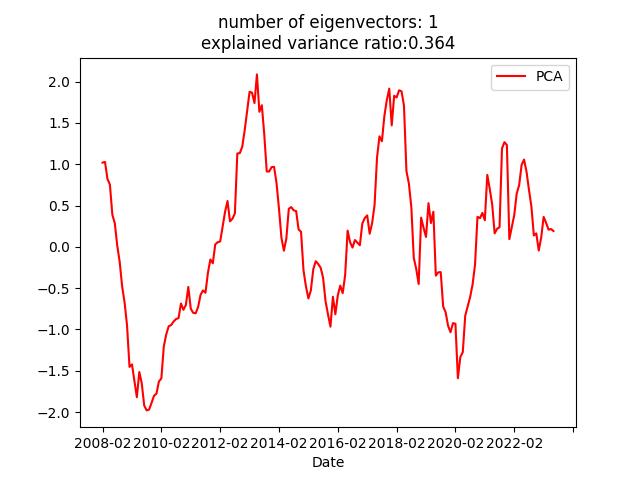 number of eigenvectors: 1
explained variance ratio:0.364
PCA
2.0
1.5
1.0
0.5
0.0
−0.5
−1.0
−1.5
−2.0
2008-02 2010-02 2012-02 2014-02 2016-02 2018-02 2020-02 2022-02
Date